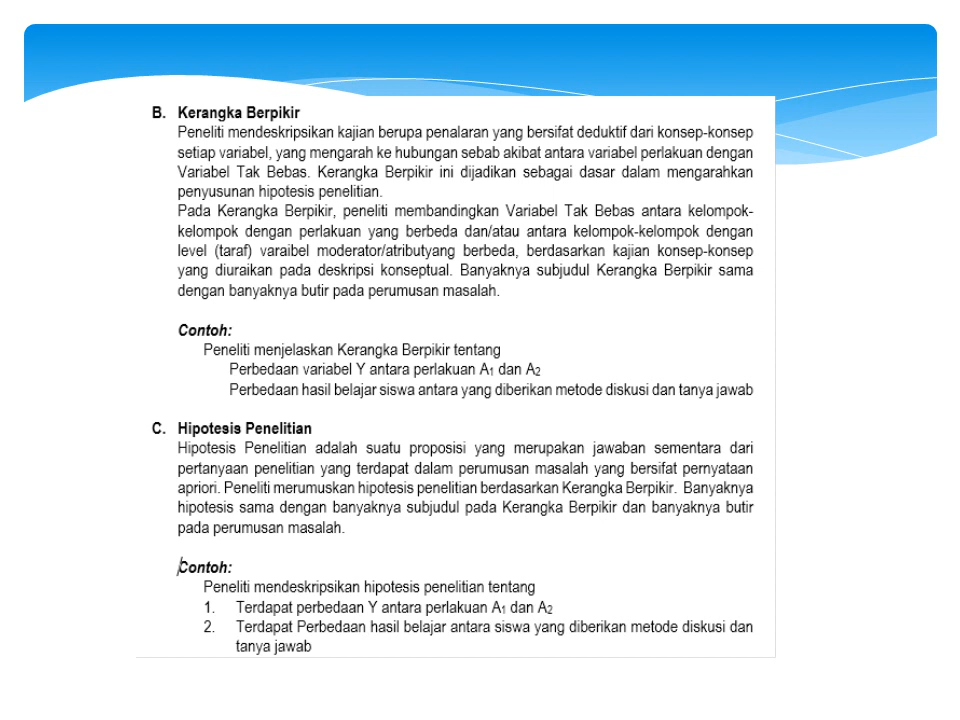 B. Kerangka Berpikir
Peneliti mendeskripsikan kajian berupa penalaran yang bersifat deduktif dari konsep-konsep
setiap variabel, yang mengarah ke hubungan sebab akibat antara variabel perlakuan dengan
Variabel Tak Bebas. Kerangka Berpikir ini dijadikan sebagai dasar dalam mengarahkan
penyusunan hipotesis penelitian.
Pada Kerangka Berpikir, peneliti membandingkan Variabel Tak Bebas antara kelompok-
kelompok dengan perlakuan yang berbeda dan/atau antara kelompok-kelompok dengan
level (taraf) varaibel moderator/atributyang berbeda, berdasarkan kajian konsep-konsep
yang diuraikan pada deskripsi konseptual. Banyaknya subjudul Kerangka Berpikir sama
dengan banyaknya butir pada perumusan masalah.
Contoh:
Peneliti menjelaskan Kerangka Berpikir tentang
Perbedaan variabel Y antara perlakuan A₁ dan A₂
Perbedaan hasil belajar siswa antara yang diberikan metode diskusi dan tanya jawab
C. Hipotesis Penelitian
Hipotesis Penelitian adalah suatu proposisi yang merupakan jawaban sementara dari
pertanyaan penelitian yang terdapat dalam perumusan masalah yang bersifat pernyataan
apriori. Peneliti merumuskan hipotesis penelitian berdasarkan Kerangka Berpikir. Banyaknya
hipotesis sama dengan banyaknya subjudul pada Kerangka Berpikir dan banyaknya butir
pada perumusan masalah.
Contoh:
Peneliti mendeskripsikan hipotesis penelitian tentang
1. Terdapat perbedaan Y antara perlakuan A₁ dan A₂
2. Terdapat Perbedaan hasil belajar antara siswa yang diberikan metode diskusi dan
tanya jawab